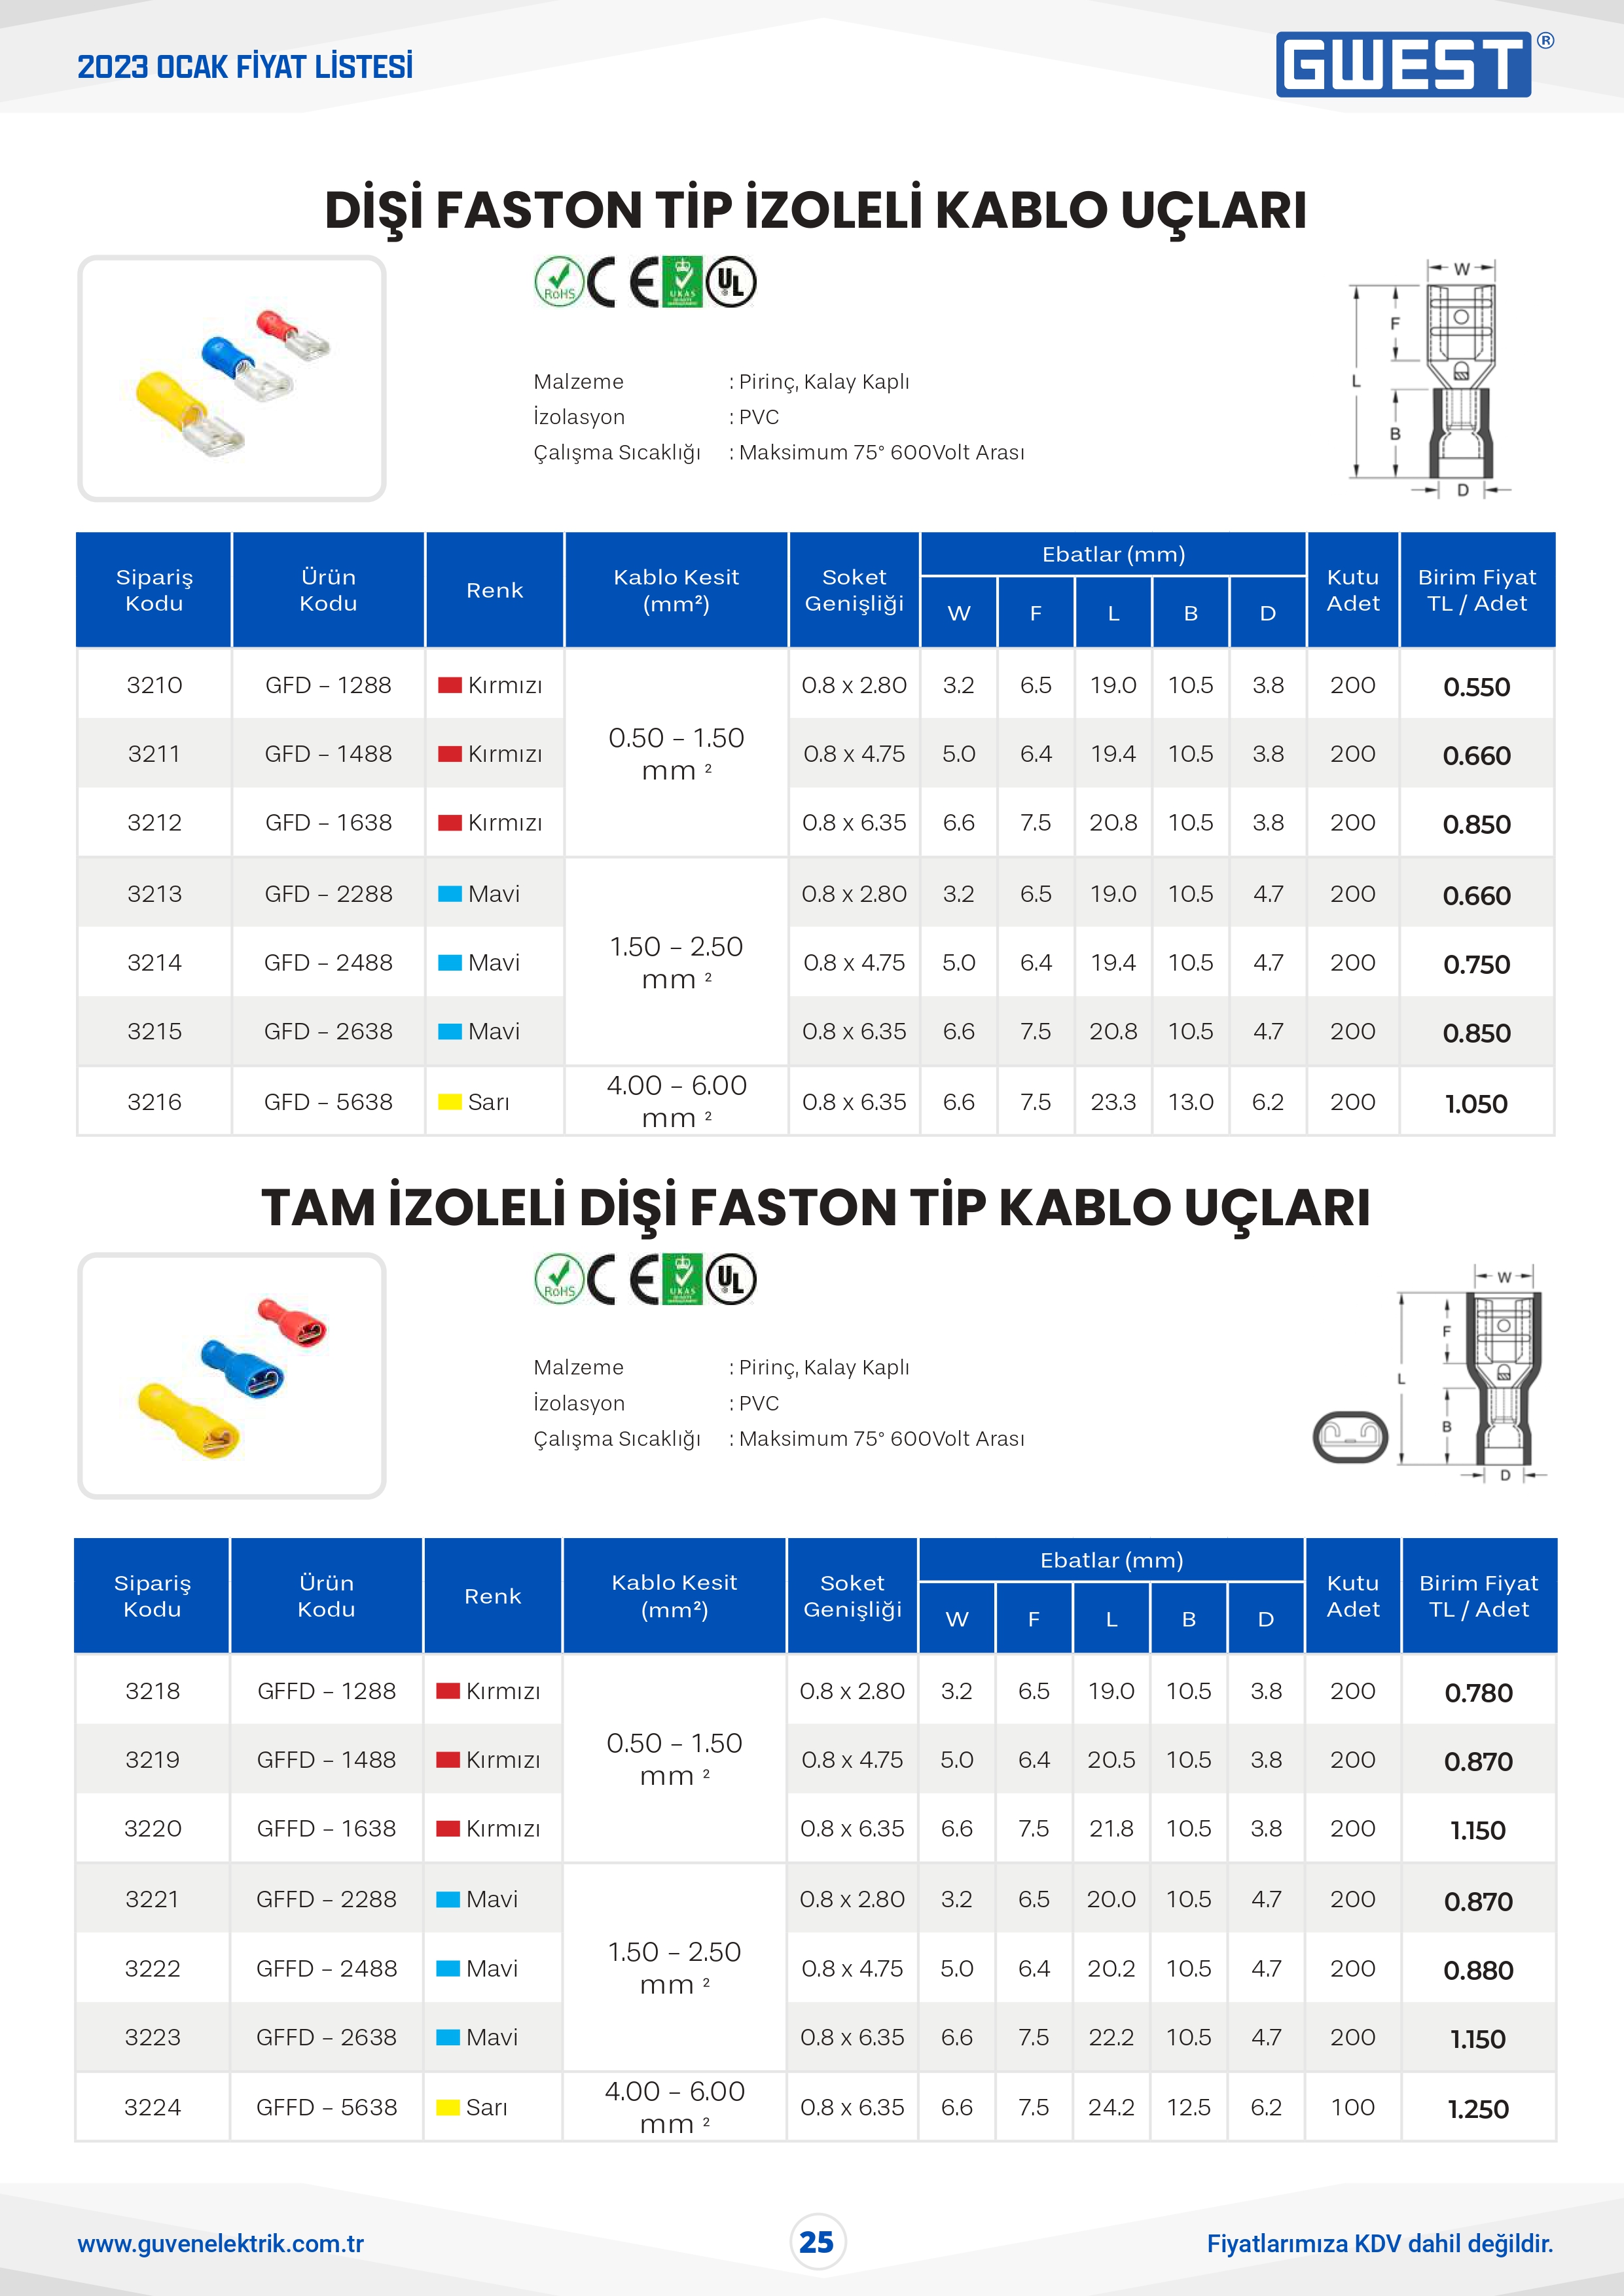 2023 OCAK FİYAT LİSTESİ
GWEST ®
DİŞİ FASTON TİP İZOLELİ KABLO UÇLARI
RoHS CE UKAS QUALITY MANAGEMENT UL
Malzeme : Pirinç, Kalay Kaplı
İzolasyon : PVC
Çalışma Sıcaklığı : Maksimum 75° 600Volt Arası
W
F
L
B
D
Sipariş Kodu Ürün Kodu Renk Kablo Kesit (mm²) Soket Genişliği Ebatlar (mm) Kutu Adet Birim Fiyat TL / Adet
W F L B D
3210 GFD – 1288 Kırmızı 0.50 – 1.50 mm ² 0.8 x 2.80 3.2 6.5 19.0 10.5 3.8 200 0.550
3211 GFD – 1488 Kırmızı 0.8 x 4.75 5.0 6.4 19.4 10.5 3.8 200 0.660
3212 GFD – 1638 Kırmızı 0.8 x 6.35 6.6 7.5 20.8 10.5 3.8 200 0.850
3213 GFD – 2288 Mavi 1.50 – 2.50 mm ² 0.8 x 2.80 3.2 6.5 19.0 10.5 4.7 200 0.660
3214 GFD – 2488 Mavi 0.8 x 4.75 5.0 6.4 19.4 10.5 4.7 200 0.750
3215 GFD – 2638 Mavi 0.8 x 6.35 6.6 7.5 20.8 10.5 4.7 200 0.850
3216 GFD – 5638 Sarı 4.00 – 6.00 mm ² 0.8 x 6.35 6.6 7.5 23.3 13.0 6.2 200 1.050
TAM İZOLELİ DİŞİ FASTON TİP KABLO UÇLARI
RoHS CE UKAS QUALITY MANAGEMENT UL
Malzeme : Pirinç, Kalay Kaplı
İzolasyon : PVC
Çalışma Sıcaklığı : Maksimum 75° 600Volt Arası
W
F
L
B
D
Sipariş Kodu Ürün Kodu Renk Kablo Kesit (mm²) Soket Genişliği Ebatlar (mm) Kutu Adet Birim Fiyat TL / Adet
W F L B D
3218 GFFD – 1288 Kırmızı 0.50 – 1.50 mm ² 0.8 x 2.80 3.2 6.5 19.0 10.5 3.8 200 0.780
3219 GFFD – 1488 Kırmızı 0.8 x 4.75 5.0 6.4 20.5 10.5 3.8 200 0.870
3220 GFFD – 1638 Kırmızı 0.8 x 6.35 6.6 7.5 21.8 10.5 3.8 200 1.150
3221 GFFD – 2288 Mavi 1.50 – 2.50 mm ² 0.8 x 2.80 3.2 6.5 20.0 10.5 4.7 200 0.870
3222 GFFD – 2488 Mavi 0.8 x 4.75 5.0 6.4 20.2 10.5 4.7 200 0.880
3223 GFFD – 2638 Mavi 0.8 x 6.35 6.6 7.5 22.2 10.5 4.7 200 1.150
3224 GFFD – 5638 Sarı 4.00 – 6.00 mm ² 0.8 x 6.35 6.6 7.5 24.2 12.5 6.2 100 1.250
www.guvenelektrik.com.tr
25
Fiyatlarımıza KDV dahil değildir.